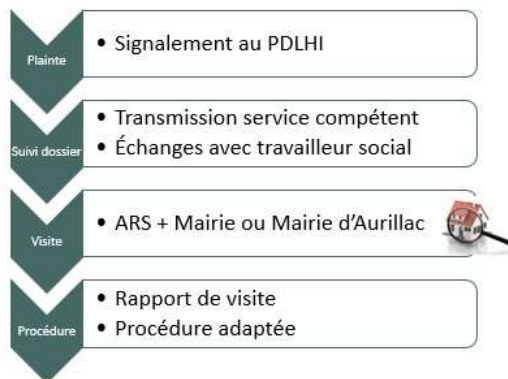 Plainte
• Signalement au PDLHI
Suivi dossier
• Transmission service compétent
• Échanges avec travailleur social
Visite
• ARS + Mairie ou Mairie d'Aurillac
Procédure
• Rapport de visite
• Procédure adaptée